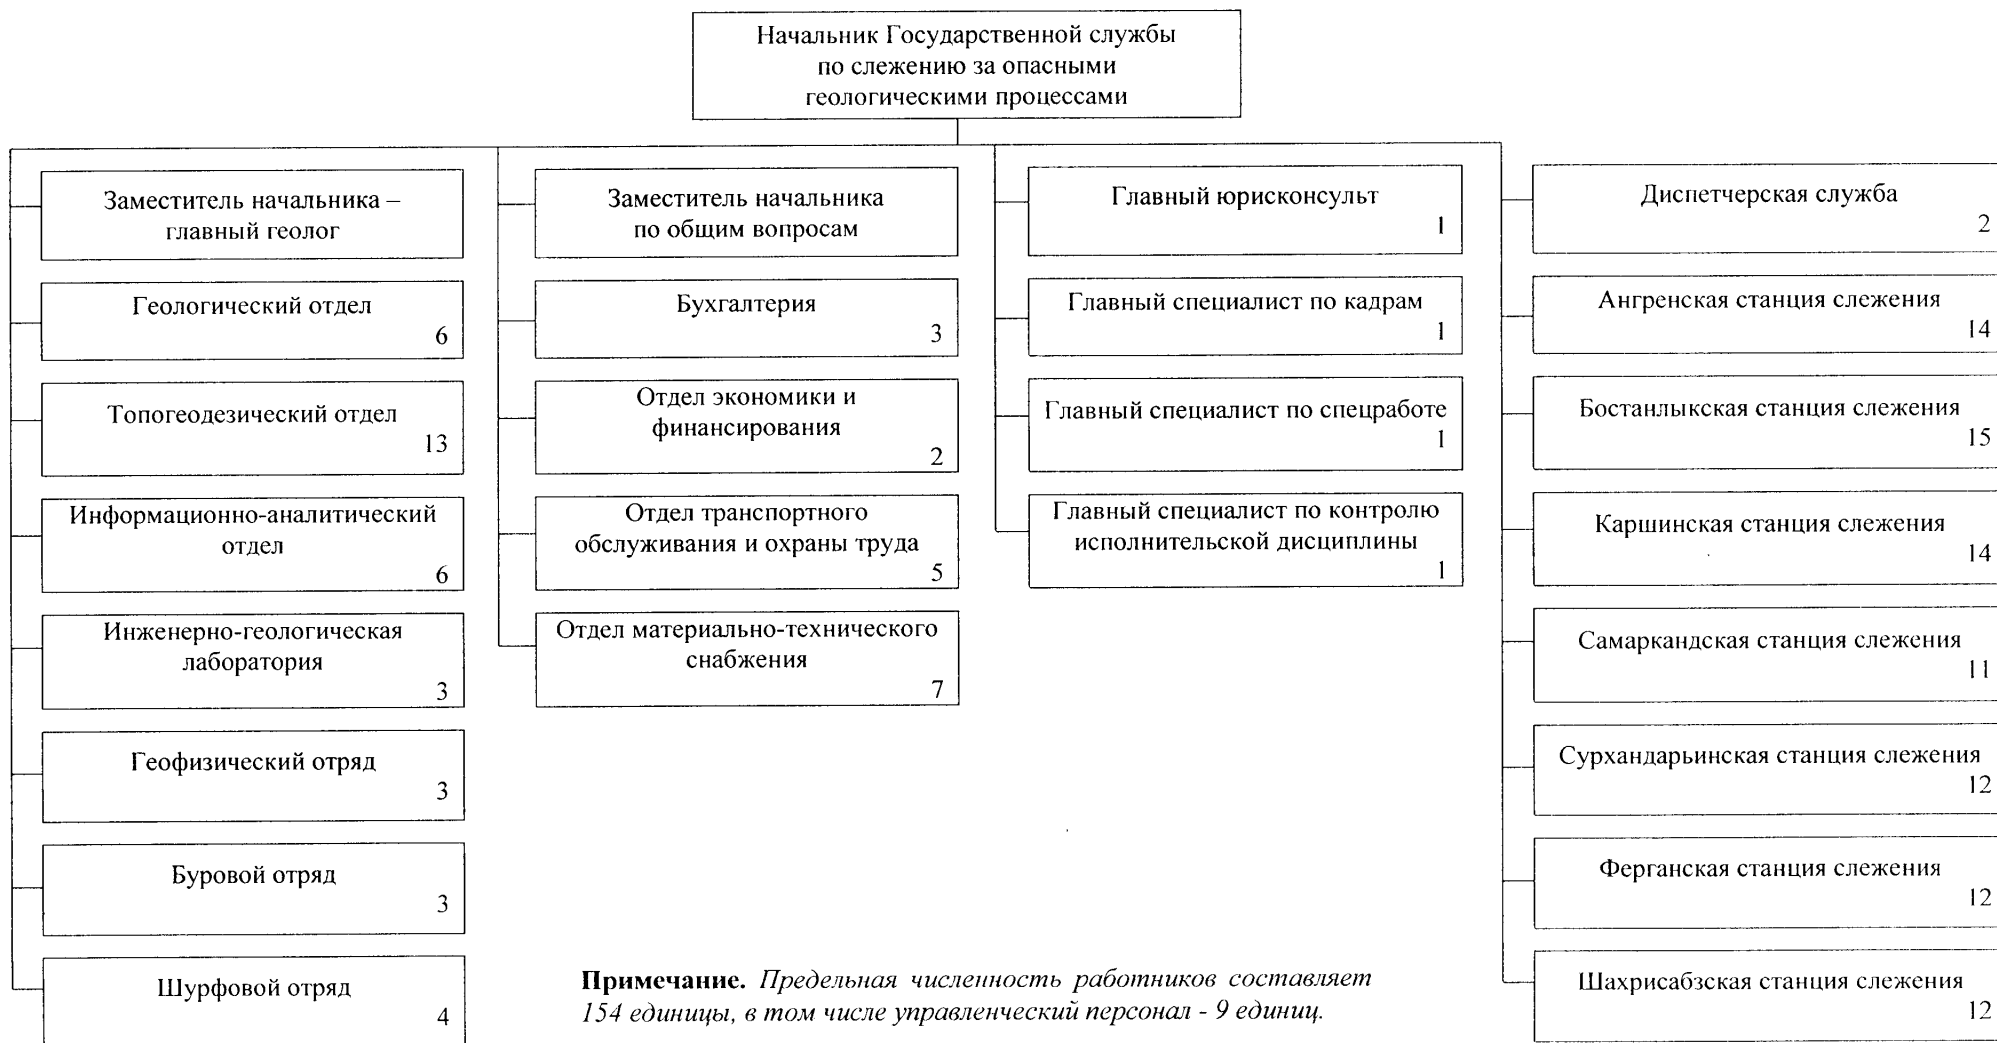 Начальник Государственной службы
по слежению за опасными
геологическими процессами
Заместитель начальника –
главный геолог
Геологический отдел
6
Топогеодезический отдел
13
Информационно-аналитический
отдел
6
Инженерно-геологическая
лаборатория
3
Геофизический отряд
3
Буровой отряд
3
Шурфовой отряд
4
Заместитель начальника
по общим вопросам
Бухгалтерия
3
Отдел экономики и
финансирования
2
Отдел транспортного
обслуживания и охраны труда
5
Отдел материально-технического
снабжения
7
Главный юрисконсульт
1
Главный специалист по кадрам
1
Главный специалист по спецработе
1
Главный специалист по контролю
исполнительской дисциплины
1
Диспетчерская служба
2
Ангренская станция слежения
14
Бостанлыкская станция слежения
15
Каршинская станция слежения
14
Самаркандская станция слежения
11
Сурхандарьинская станция слежения
12
Ферганская станция слежения
12
Шахрисабзская станция слежения
12
Примечание. Предельная численность работников составляет
154 единицы, в том числе управленческий персонал - 9 единиц.